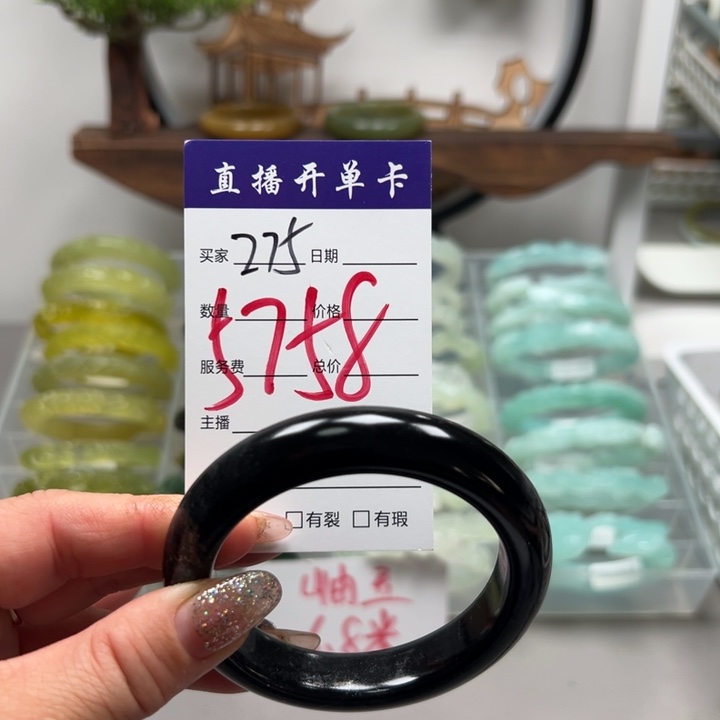 直播开单卡
买家 275 日期
数量 价格
5758
服务费 总价
主播
□有裂 □有瑕